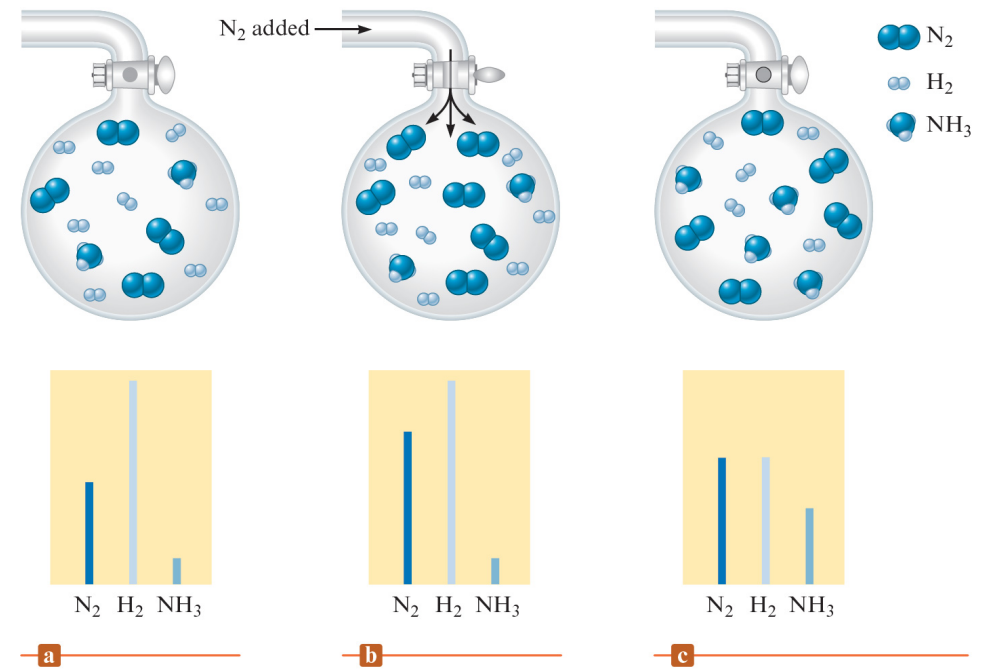 N₂ added
N₂
H₂
NH₃
N₂ H₂ NH₃
N₂ H₂ NH₃
N₂ H₂ NH₃
a
b
c